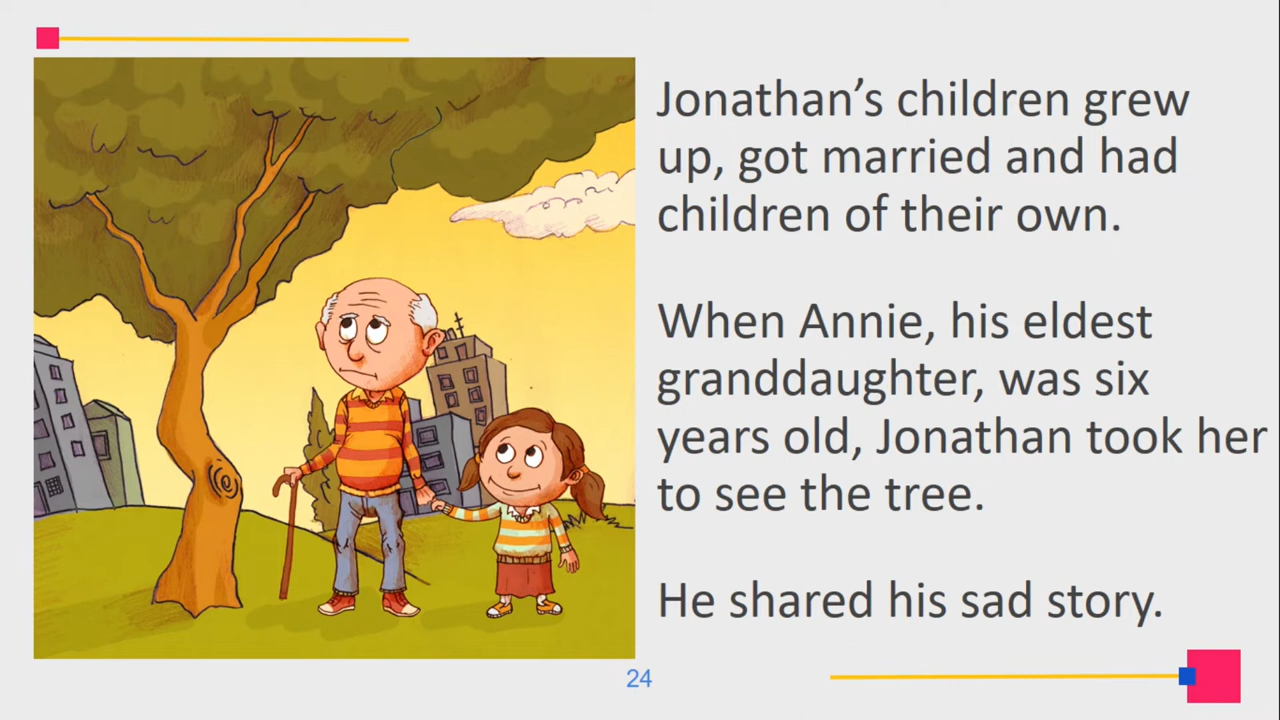 Jonathan’s children grew
up, got married and had
children of their own.
When Annie, his eldest
granddaughter, was six
years old, Jonathan took her
to see the tree.
He shared his sad story.
24